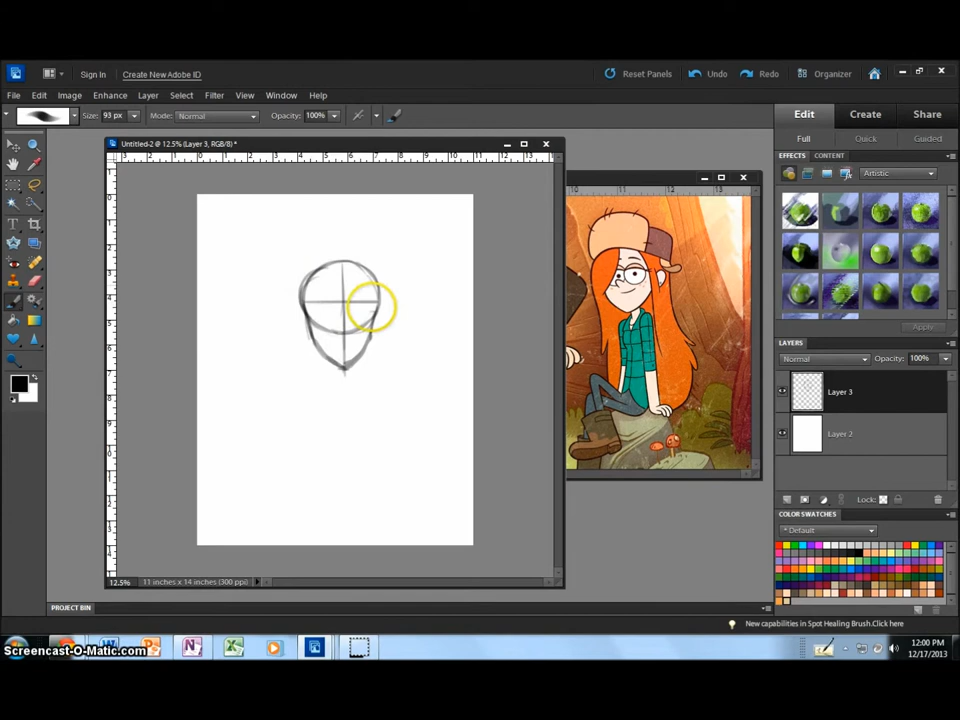 Sign In Create New Adobe ID Reset Panels Undo Redo Organizer
File Edit Image Enhance Layer Select Filter View Window Help
Size: 93 px Mode: Normal Opacity: 100%
Edit Create Share
Full Quick Guided
Untitled-2 @ 12.5% (Layer 3, RGB/8) *
EFFECTS CONTENT
Artistic
Apply
LAYERS
Normal Opacity: 100%
Layer 3
Layer 2
Lock:
COLOR SWATCHES
* Default
12.5% 11 inches x 14 inches (300 ppi)
PROJECT BIN
New capabilities in Spot Healing Brush.Click here
Screencast-O-Matic.com
12:00 PM
12/17/2013